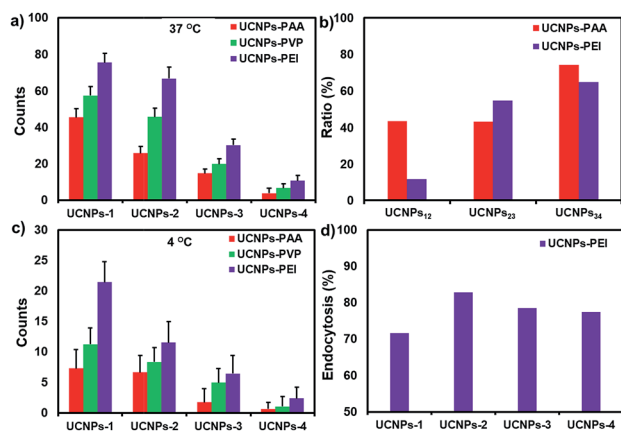 a)
37 °C
UCNPs-PAA
UCNPs-PVP
UCNPs-PEI
Counts
100
80
60
40
20
0
UCNPs-1 UCNPs-2 UCNPs-3 UCNPs-4
b)
UCNPs-PAA
UCNPs-PEI
Ratio (%)
100
80
60
40
20
0
UCNPs₁₂ UCNPs₂₃ UCNPs₃₄
c)
4 °C
UCNPs-PAA
UCNPs-PVP
UCNPs-PEI
Counts
30
25
20
15
10
5
0
UCNPs-1 UCNPs-2 UCNPs-3 UCNPs-4
d)
UCNPs-PEI
Endocytosis (%)
100
90
80
70
60
50
UCNPs-1 UCNPs-2 UCNPs-3 UCNPs-4